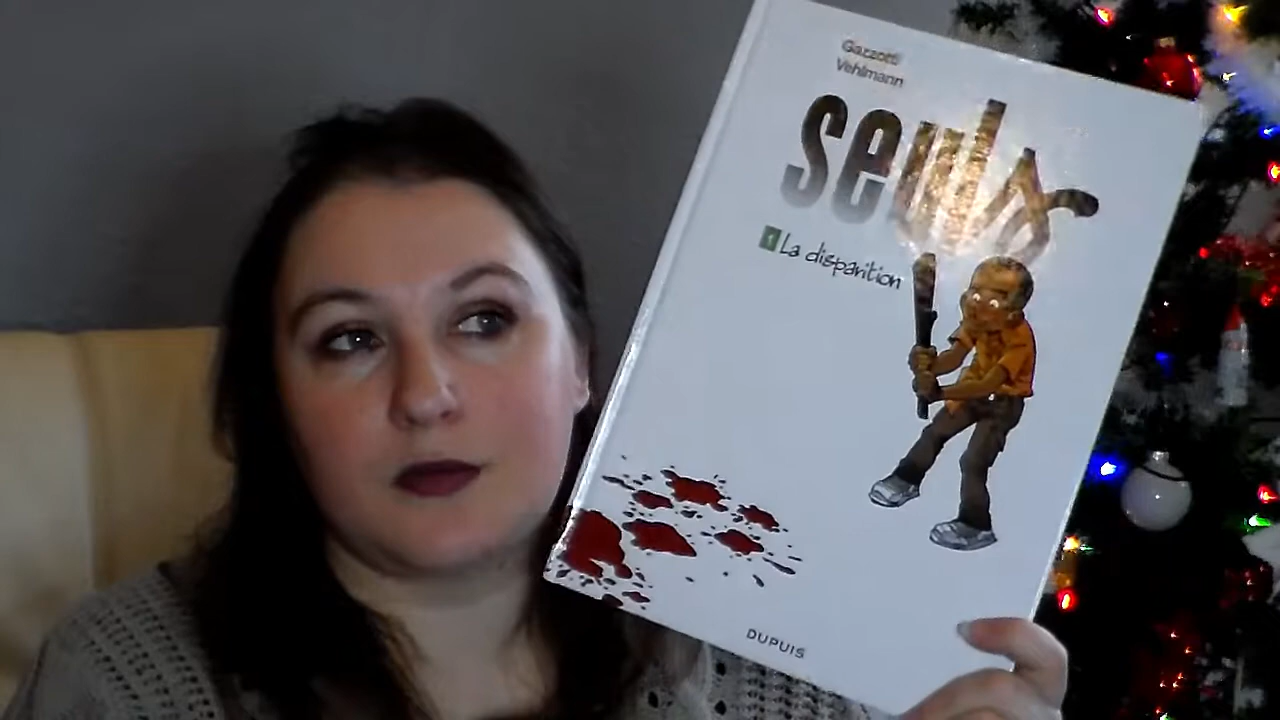 Gazzotti
Vehlmann
seuls
1 La disparition
DUPUIS